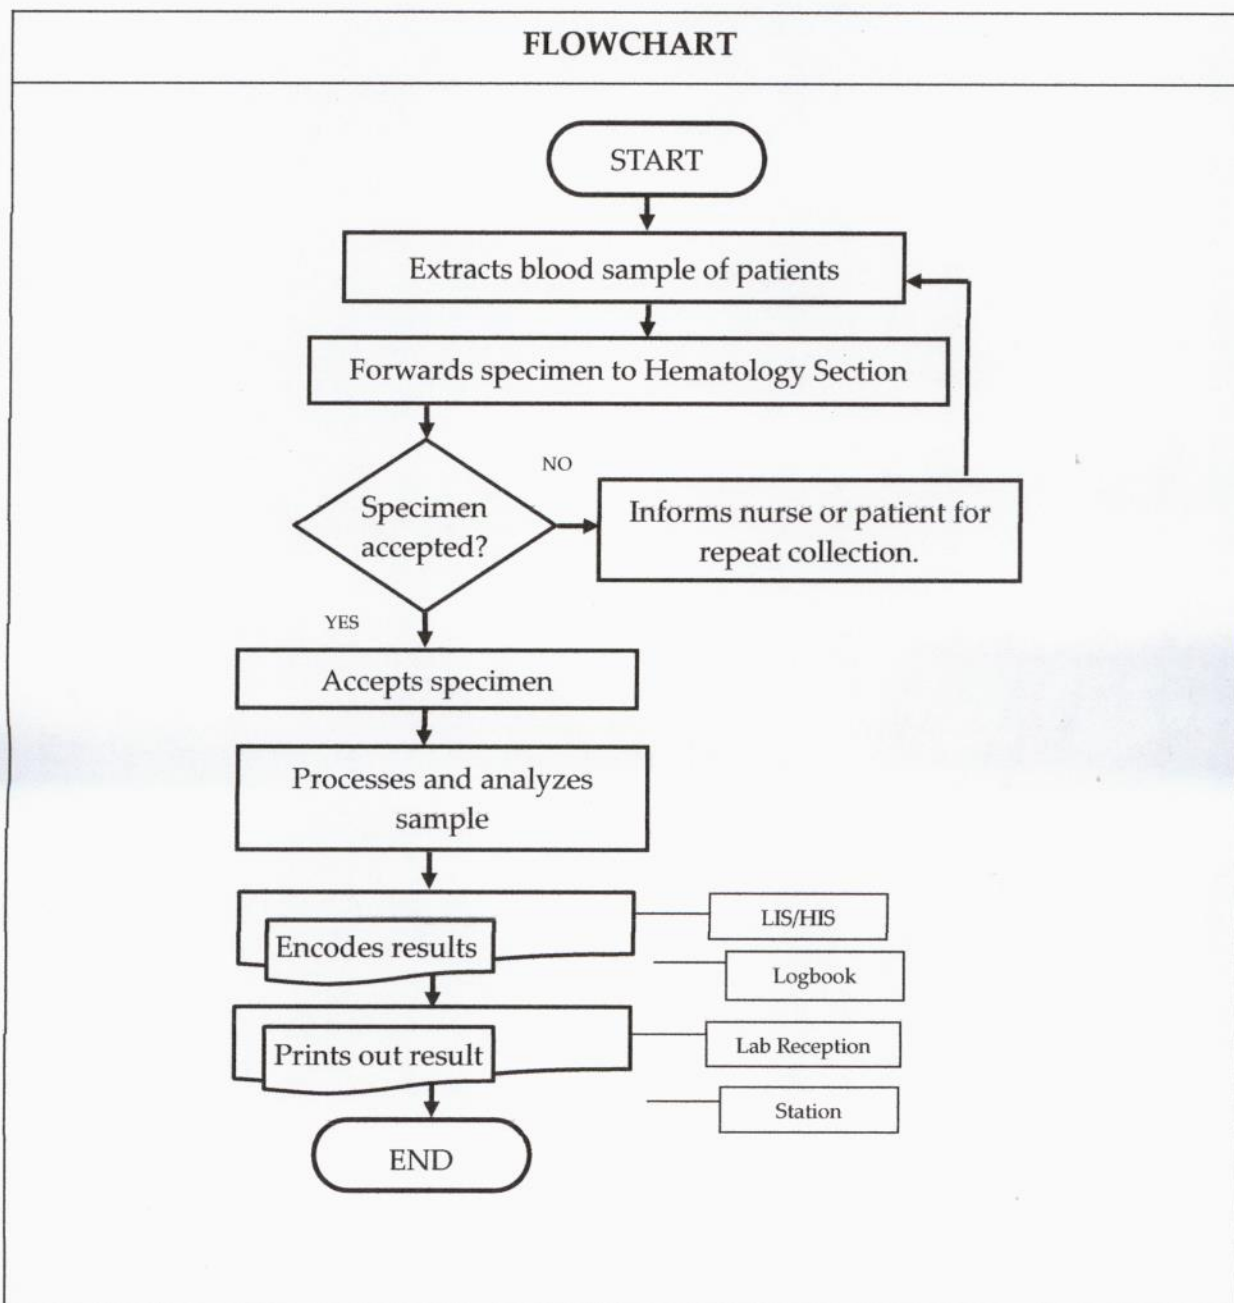 FLOWCHART
START
Extracts blood sample of patients
Forwards specimen to Hematology Section
NO
Specimen
accepted?
Informs nurse or patient for
repeat collection.
YES
Accepts specimen
Processes and analyzes
sample
LIS/HIS
Encodes results
Logbook
Prints out result
Lab Reception
Station
END